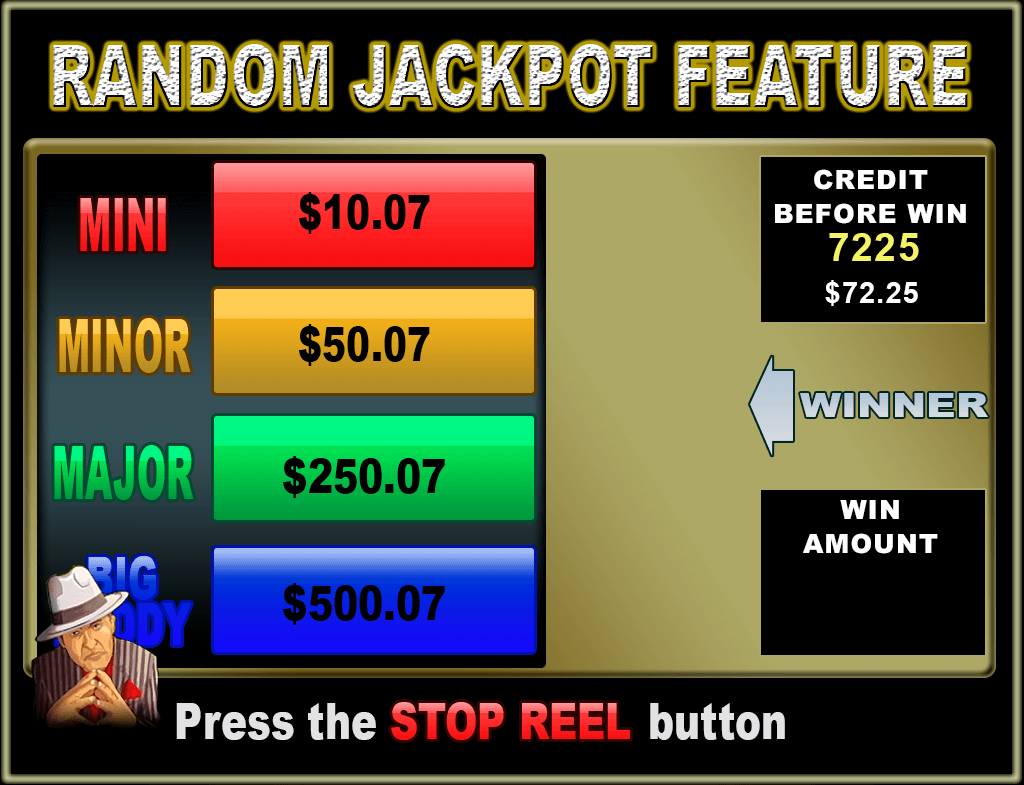 RANDOM JACKPOT FEATURE
MINI $10.07
MINOR $50.07
MAJOR $250.07
BIG
$500.07
CREDIT
BEFORE WIN
7225
$72.25
WINNER
WIN
AMOUNT
Press the STOP REEL button